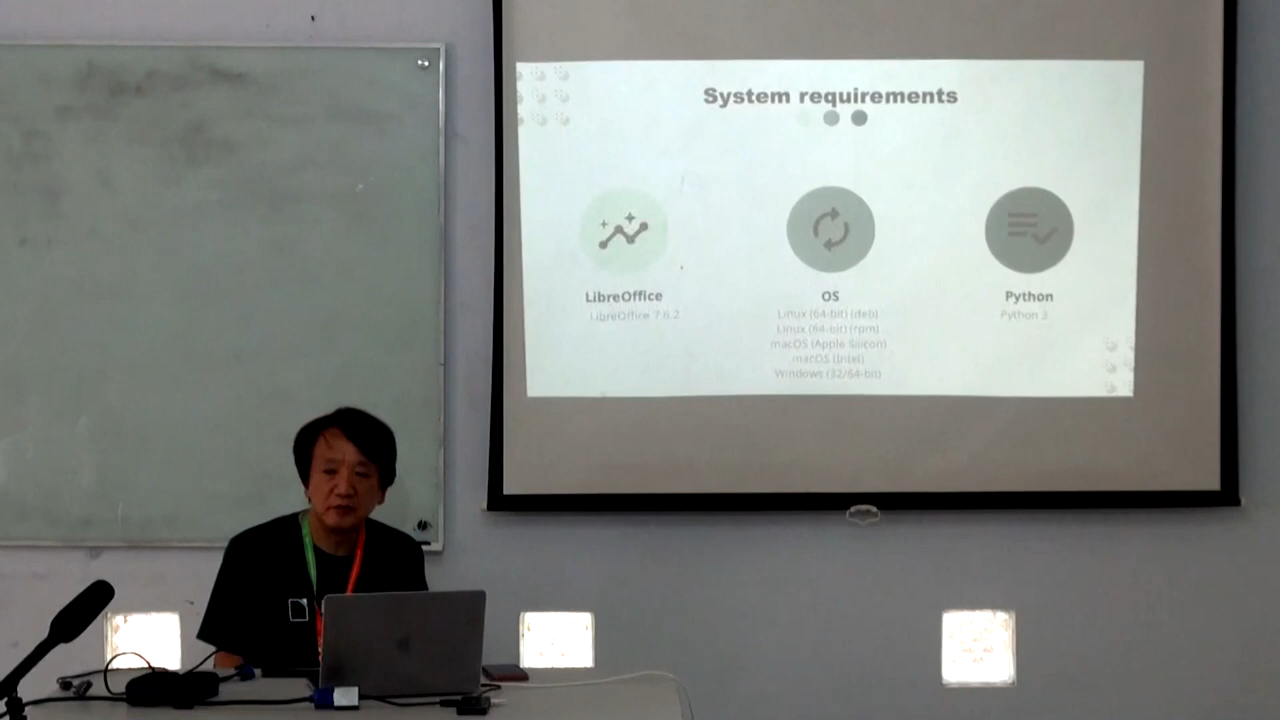 System requirements
LibreOffice
LibreOffice 7.6.2
OS
Linux (64-bit) (deb)
Linux (64-bit) (rpm)
macOS (Apple Silicon)
macOS (Intel)
Windows (32/64-bit)
Python
Python 3